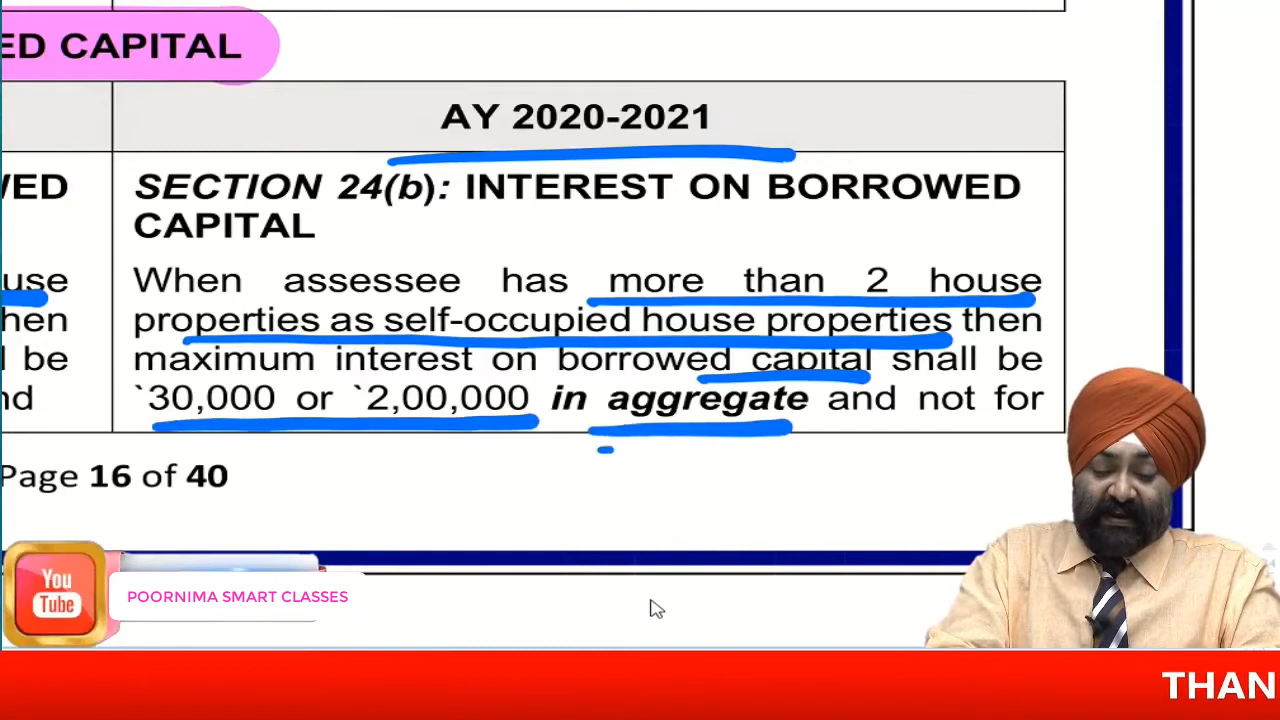 ED CAPITAL
AY 2020-2021
WED
SECTION 24(b): INTEREST ON BORROWED
CAPITAL
use
When assessee has more than 2 house
hen
properties as self-occupied house properties then
l be
maximum interest on borrowed capital shall be
nd
`30,000 or `2,00,000 in aggregate and not for
Page 16 of 40
You
Tube
POORNIMA SMART CLASSES
THAN